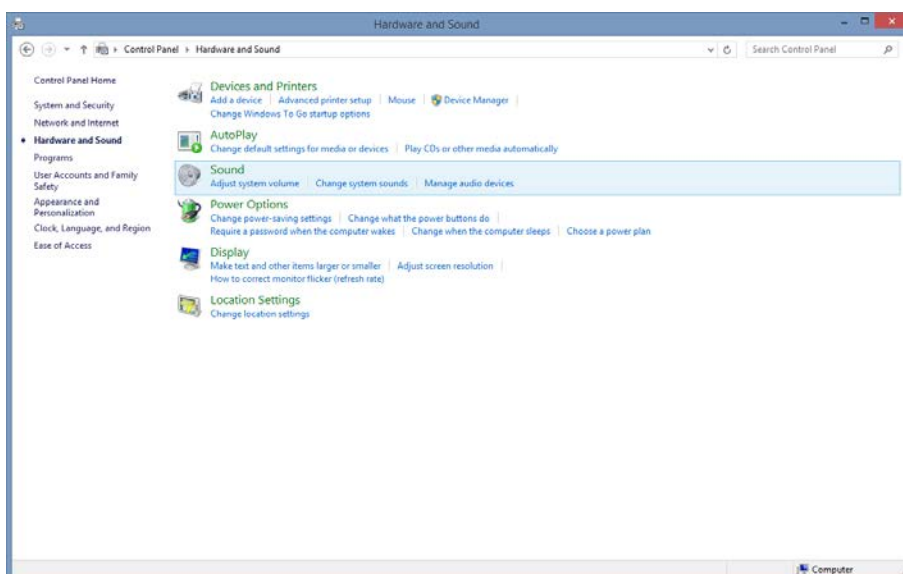 Hardware and Sound
Control Panel Hardware and Sound
Search Control Panel
Control Panel Home
System and Security
Network and Internet
Hardware and Sound
Programs
User Accounts and Family
Safety
Appearance and
Personalization
Clock, Language, and Region
Ease of Access
Devices and Printers
Add a device Advanced printer setup Mouse Device Manager
Change Windows To Go startup options
AutoPlay
Change default settings for media or devices Play CDs or other media automatically
Sound
Adjust system volume Change system sounds Manage audio devices
Power Options
Change power-saving settings Change what the power buttons do
Require a password when the computer wakes Change when the computer sleeps Choose a power plan
Display
Make text and other items larger or smaller Adjust screen resolution
How to correct monitor flicker (refresh rate)
Location Settings
Change location settings
Computer